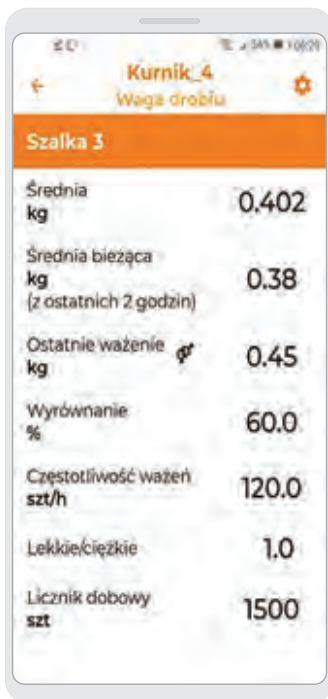 Kurnik_4
Waga drobiu
Szalka 3
Średnia
kg
0.402
Średnia bieżąca
kg
(z ostatnich 2 godzin)
0.38
Ostatnie ważenie
kg
0.45
Wyrównanie
%
60.0
Częstotliwość ważeń
szt/h
120.0
Lekkie/ciężkie
1.0
Licznik dobowy
szt
1500